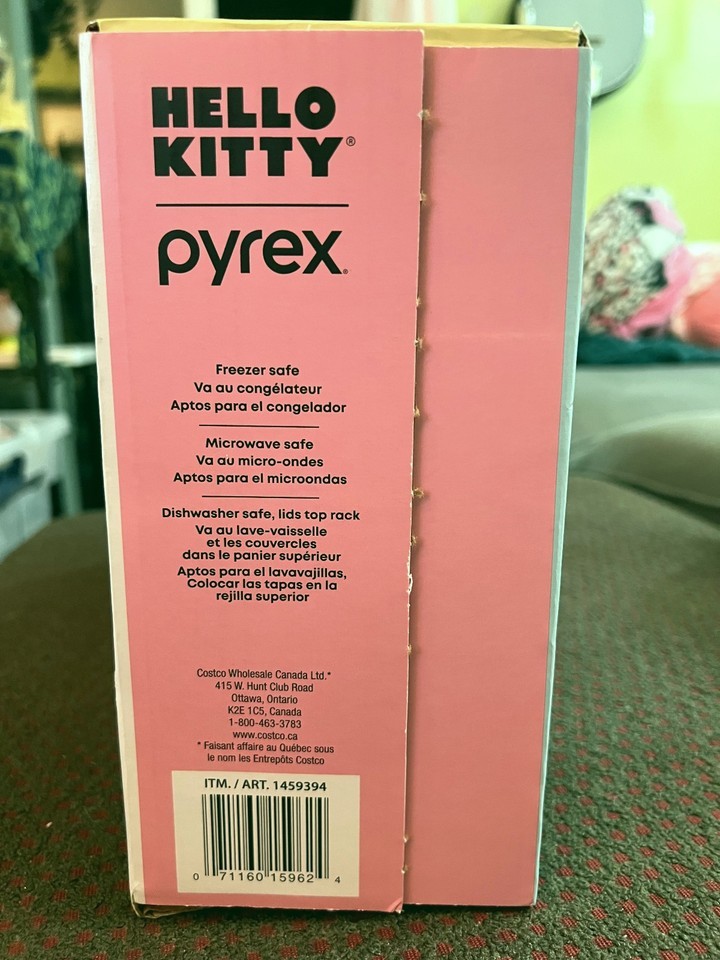 HELLO
KITTY®
pyrex®
Freezer safe
Va au congélateur
Aptos para el congelador
Microwave safe
Va au micro-ondes
Aptos para el microondas
Dishwasher safe, lids top rack
Va au lave-vaisselle
et les couvercles
dans le panier supérieur
Aptos para el lavavajillas,
Colocar las tapas en la
rejilla superior
Costco Wholesale Canada Ltd.*
415 W. Hunt Club Road
Ottawa, Ontario
K2E 1C5, Canada
1-800-463-3783
www.costco.ca
* Faisant affaire au Québec sous
le nom les Entrepôts Costco
ITM. / ART. 1459394
0 71160 15962 4